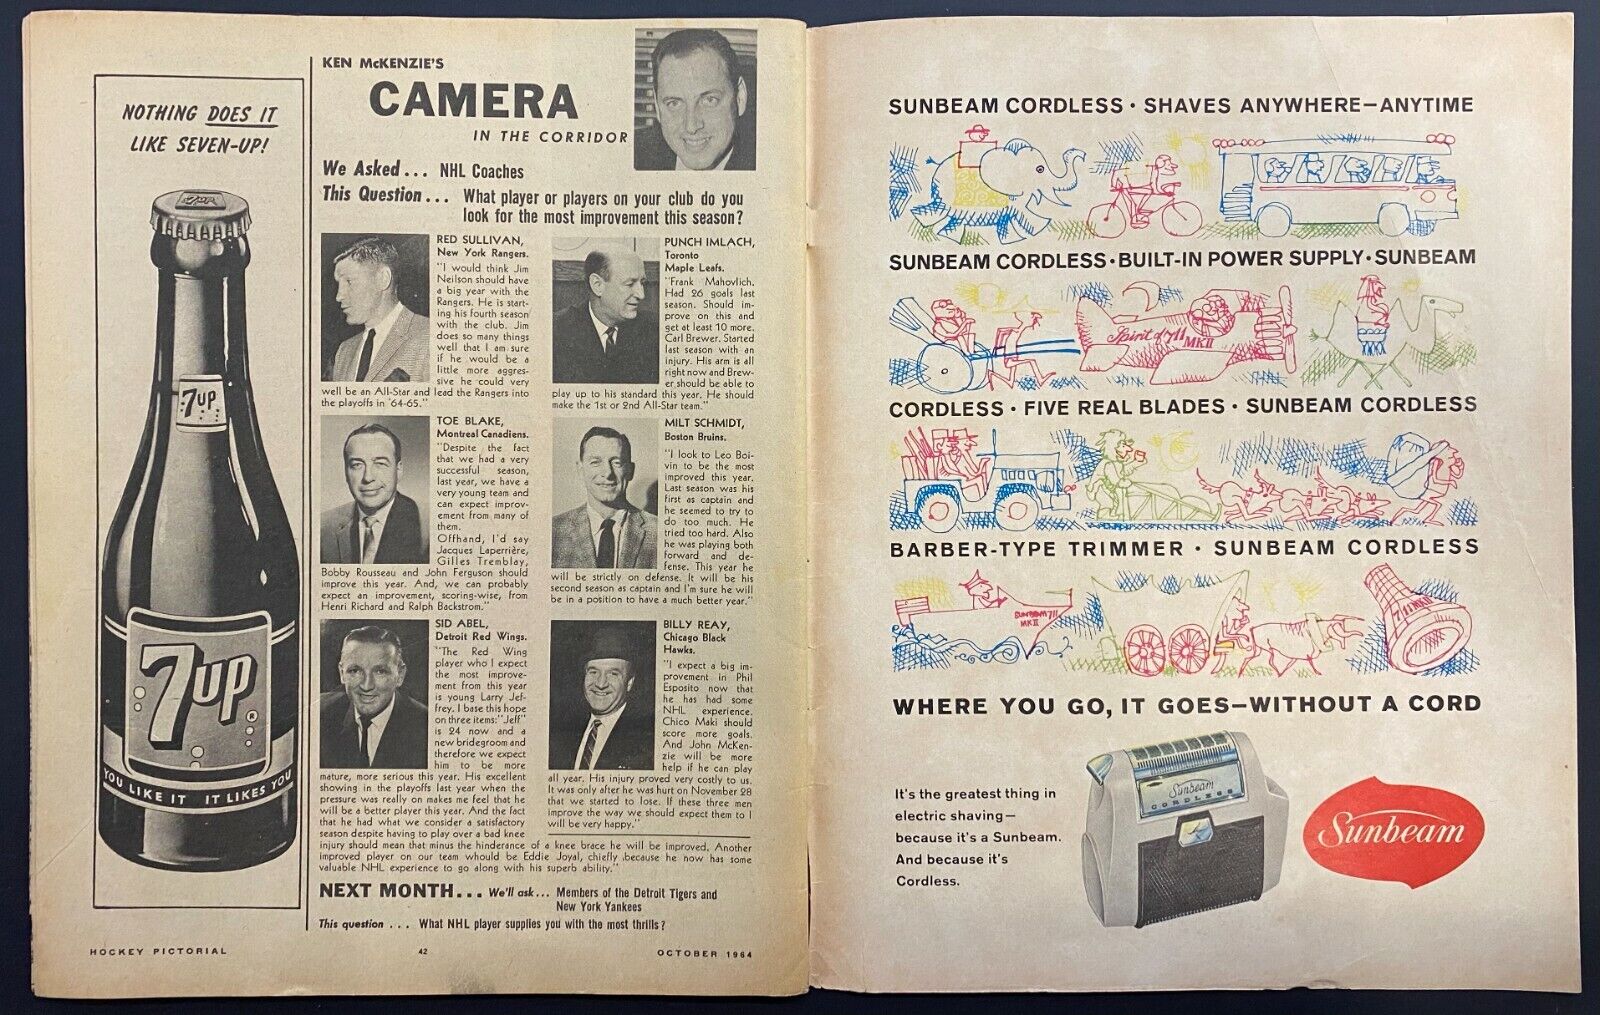 NOTHING DOES IT
LIKE SEVEN-UP!
7UP
7UP
7UP
®
YOU LIKE IT IT LIKES YOU
KEN McKENZIE'S
CAMERA
IN THE CORRIDOR
We Asked... NHL Coaches
This Question... What player or players on your club do you
look for the most improvement this season?
RED SULLIVAN,
New York Rangers.
"I would think Jim
Neilson should have
a big year with the
Rangers. He is start-
ing his fourth season
with the club. Jim
does so many things
well that I am sure
if he would be a
little more aggres-
sive he could very
well be an All-Star and lead the Rangers into
the playoffs in '64-65."
PUNCH IMLACH,
Toronto
Maple Leafs.
"Frank Mahovlich.
Had 26 goals last
season. Should im-
prove on this and
get at least 10 more.
Carl Brewer. Started
last season with an
injury. His arm is all
right now and Brew-
er should be able to
play up to his standard this year. He should
make the 1st or 2nd All-Star team."
TOE BLAKE,
Montreal Canadiens.
"Despite the fact
that we had a very
successful season,
last year, we have a
very young team and
can expect improv-
ement from many of
them.
Offhand, I'd say
Jacques Laperrière,
Gilles Tremblay,
Bobby Rousseau and John Ferguson should
improve this year. And, we can probably
expect an improvement, scoring-wise, from
Henri Richard and Ralph Backstrom."
MILT SCHMIDT,
Boston Bruins.
"I look to Leo Boi-
vin to be the most
improved this year.
Last season was his
first as captain and
he seemed to try to
do too much. He
tried too hard. Also
he was playing both
forward and de-
fense. This year he
will be strictly on defense. It will be his
second season as captain and I'm sure he will
be in a position to have a much better year."
SID ABEL,
Detroit Red Wings.
"The Red Wing
player who I expect
the most improve-
ment from this year
is young Larry Jef-
frey. I base this hope
on three items: "Jeff"
is 24 now and a
new bridegroom and
therefore we expect
him to be more
mature, more serious this year. His excellent
showing in the playoffs last year when the
pressure was really on makes me feel that he
will be a better player this year. And the fact
that he had what we consider a satisfactory
season despite having to play over a bad knee
injury should mean that minus the hinderance of a knee brace he will be improved. Another
improved player on our team whould be Eddie Joyal, chiefly because he now has some
valuable NHL experience to go along with his superb ability."
BILLY REAY,
Chicago Black
Hawks.
"I expect a big im-
provement in Phil
Esposito now that
he has had some
NHL experience.
Chico Maki should
score more goals.
And John McKen-
zie will be more
help if he can play
all year. His injury proved very costly to us.
It was only after he was hurt on November 28
that we started to lose. If these three men
improve the way we should expect them to I
will be very happy."
NEXT MONTH... We'll ask... Members of the Detroit Tigers and
New York Yankees
This question... What NHL player supplies you with the most thrills?
HOCKEY PICTORIAL 42 OCTOBER 1964
SUNBEAM CORDLESS • SHAVES ANYWHERE—ANYTIME
SUNBEAM CORDLESS • BUILT-IN POWER SUPPLY • SUNBEAM
Spirit of 711 MK II
CORDLESS • FIVE REAL BLADES • SUNBEAM CORDLESS
BARBER-TYPE TRIMMER • SUNBEAM CORDLESS
SUNBEAM 711
MK II
711 MK II
WHERE YOU GO, IT GOES—WITHOUT A CORD
It's the greatest thing in
electric shaving—
because it's a Sunbeam.
And because it's
Cordless.
Sunbeam
CORDLESS
Sunbeam